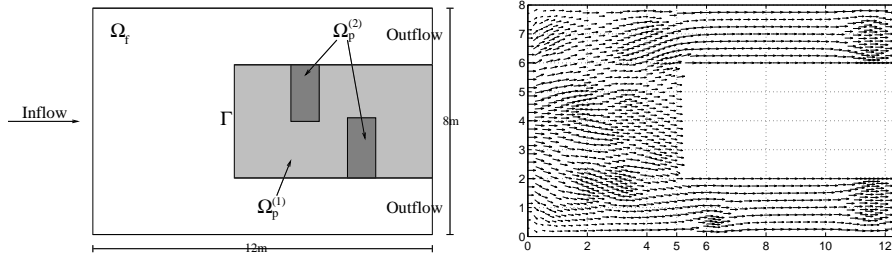 Ω_f
Ω_p^(2)
Outflow
Inflow
Γ
8m
Ω_p^(1)
Outflow
12m
8
7
6
5
4
3
2
1
0
0
2
4
5
6
8
10
12